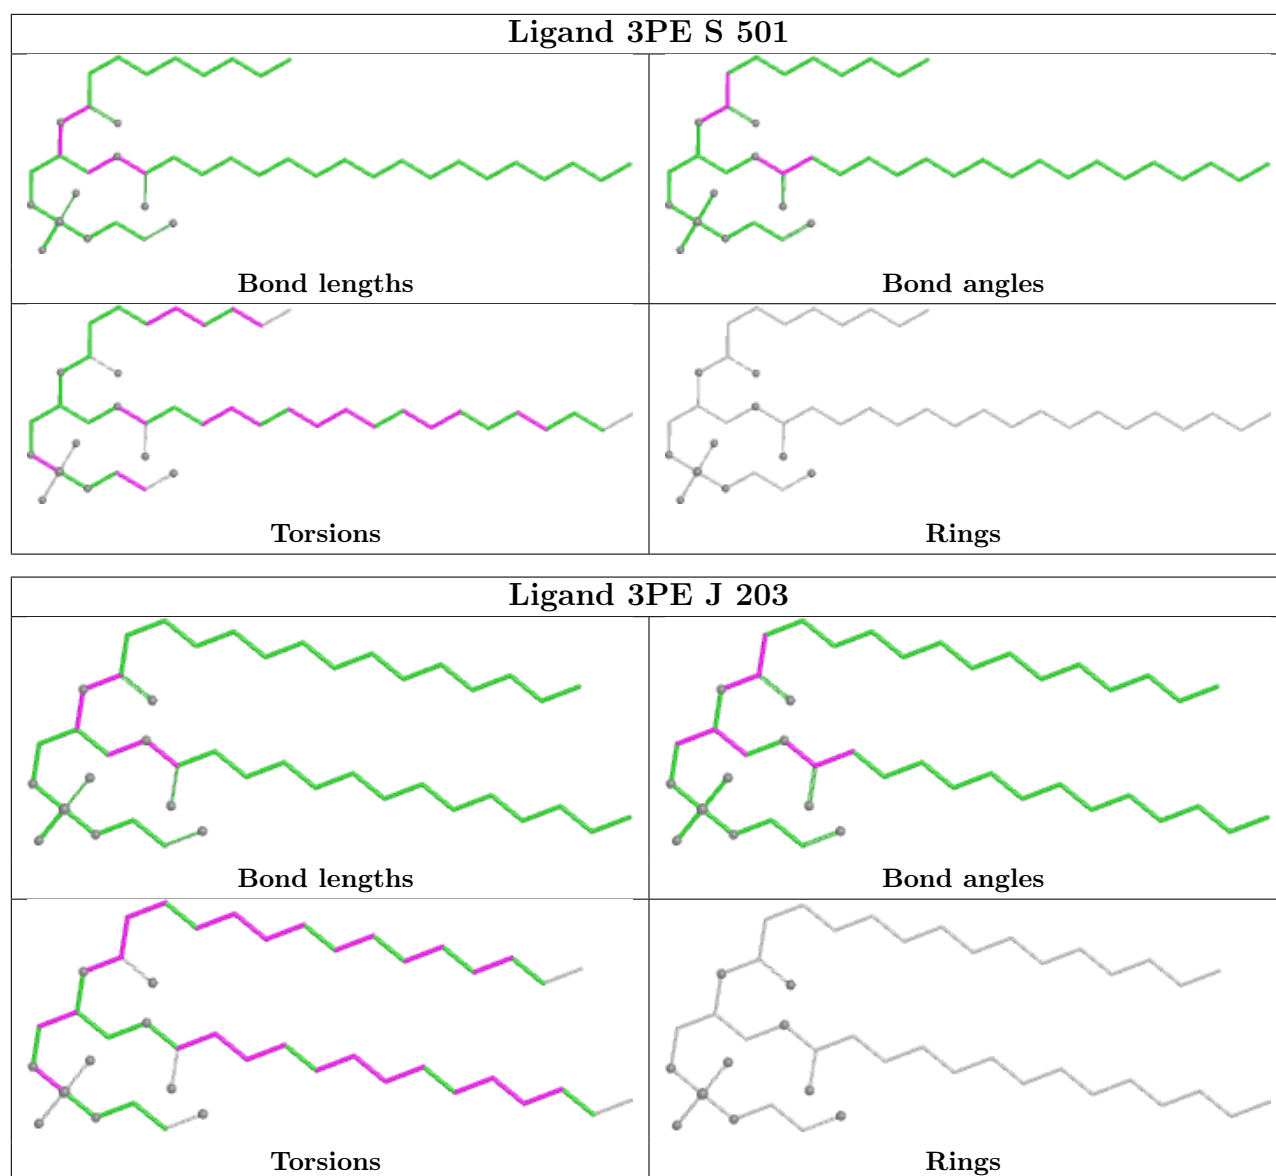 Ligand 3PE S 501
Bond lengths
Bond angles
Torsions
Rings
Ligand 3PE J 203
Bond lengths
Bond angles
Torsions
Rings